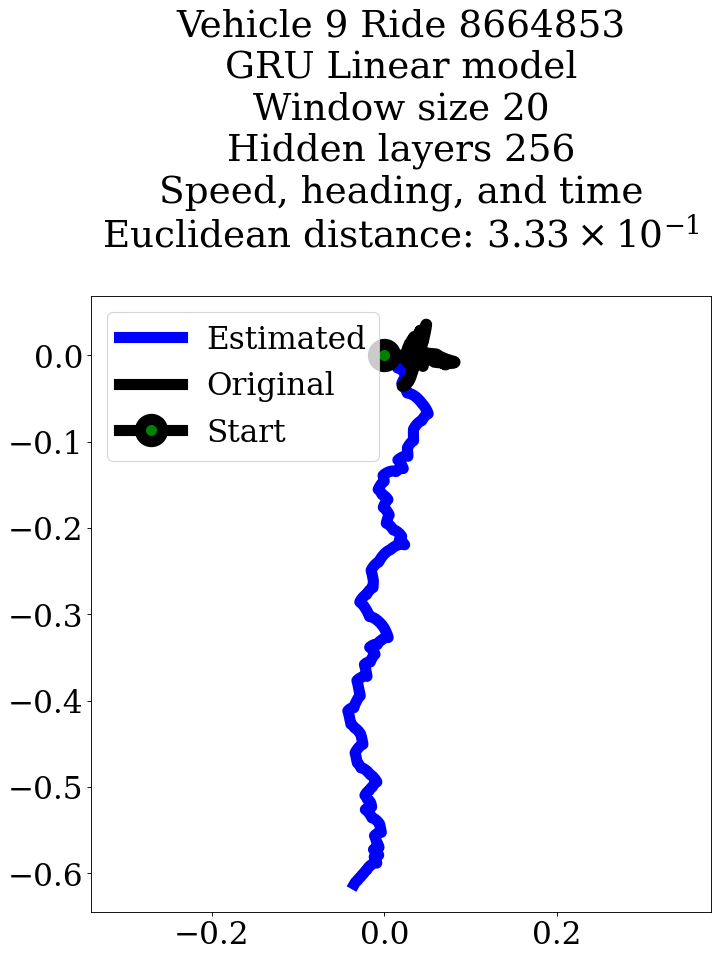 Vehicle 9 Ride 8664853
GRU Linear model
Window size 20
Hidden layers 256
Speed, heading, and time
Euclidean distance: 3.33 × 10⁻¹
Estimated
Original
Start
0.0
−0.1
−0.2
−0.3
−0.4
−0.5
−0.6
−0.2 0.0 0.2